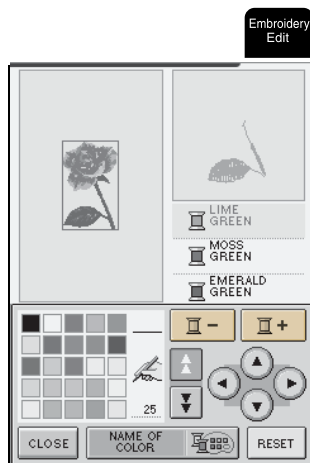 Embroidery
Edit
LIME
GREEN
MOSS
GREEN
EMERALD
GREEN
- +
25
CLOSE
NAME OF
COLOR
RESET